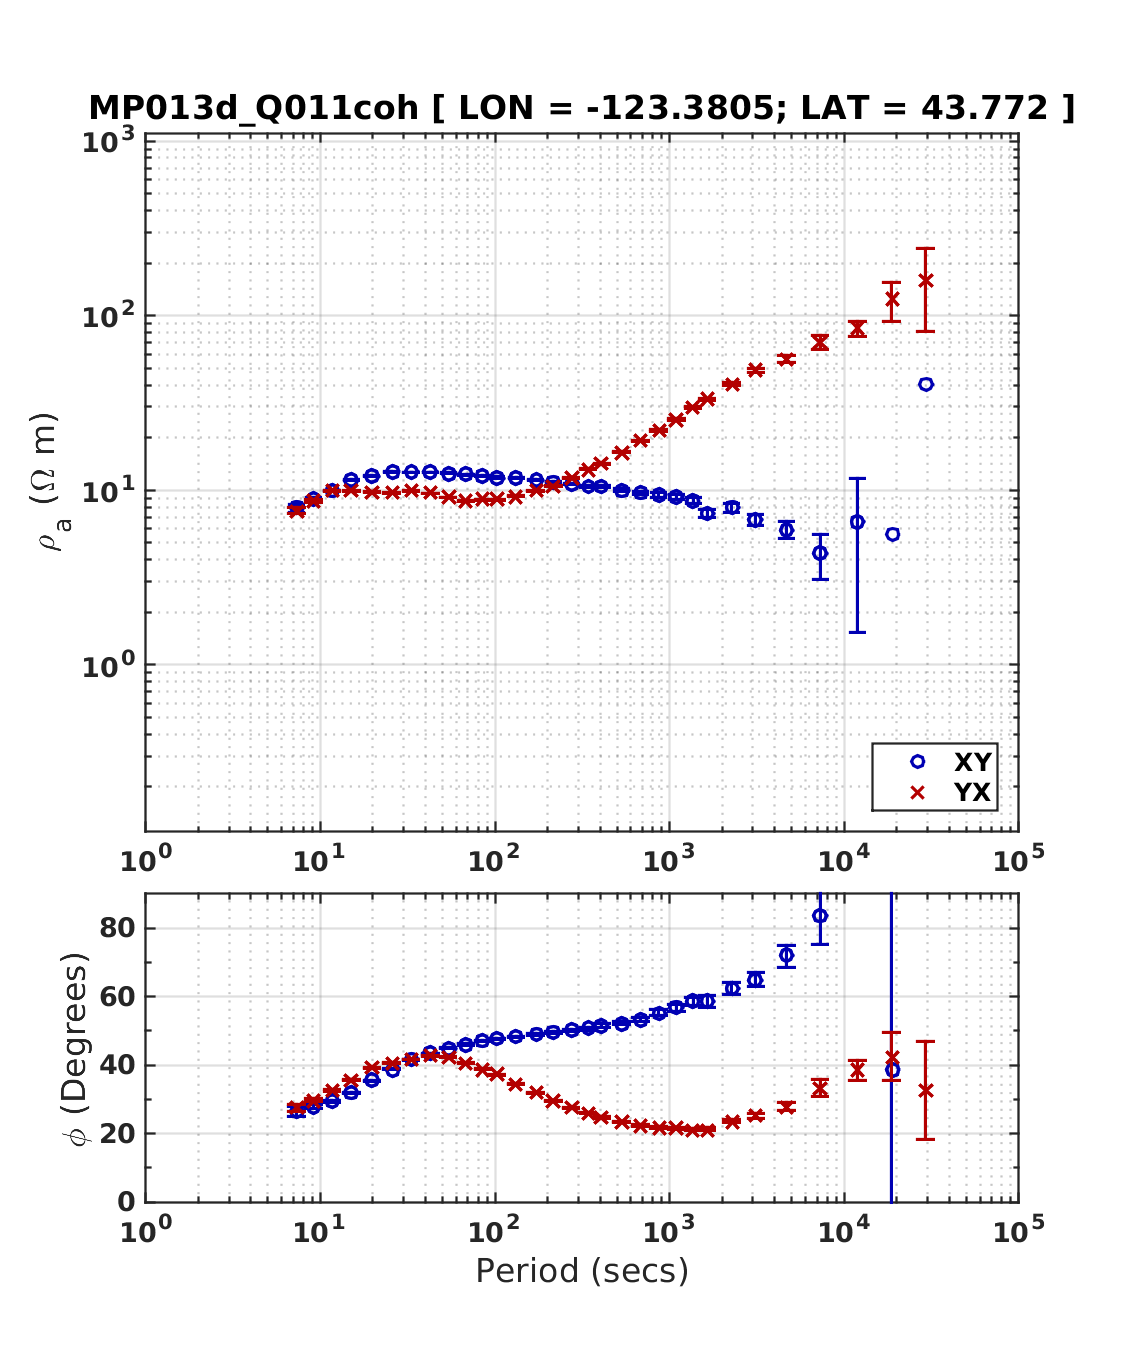 MP013d_Q011coh [ LON = -123.3805; LAT = 43.772 ]
10³
10²
10¹
10⁰
ρ a (Ω m)
XY
YX
10⁰ 10¹ 10² 10³ 10⁴ 10⁵
80
60
40
20
0
ϕ (Degrees)
10⁰ 10¹ 10² 10³ 10⁴ 10⁵
Period (secs)